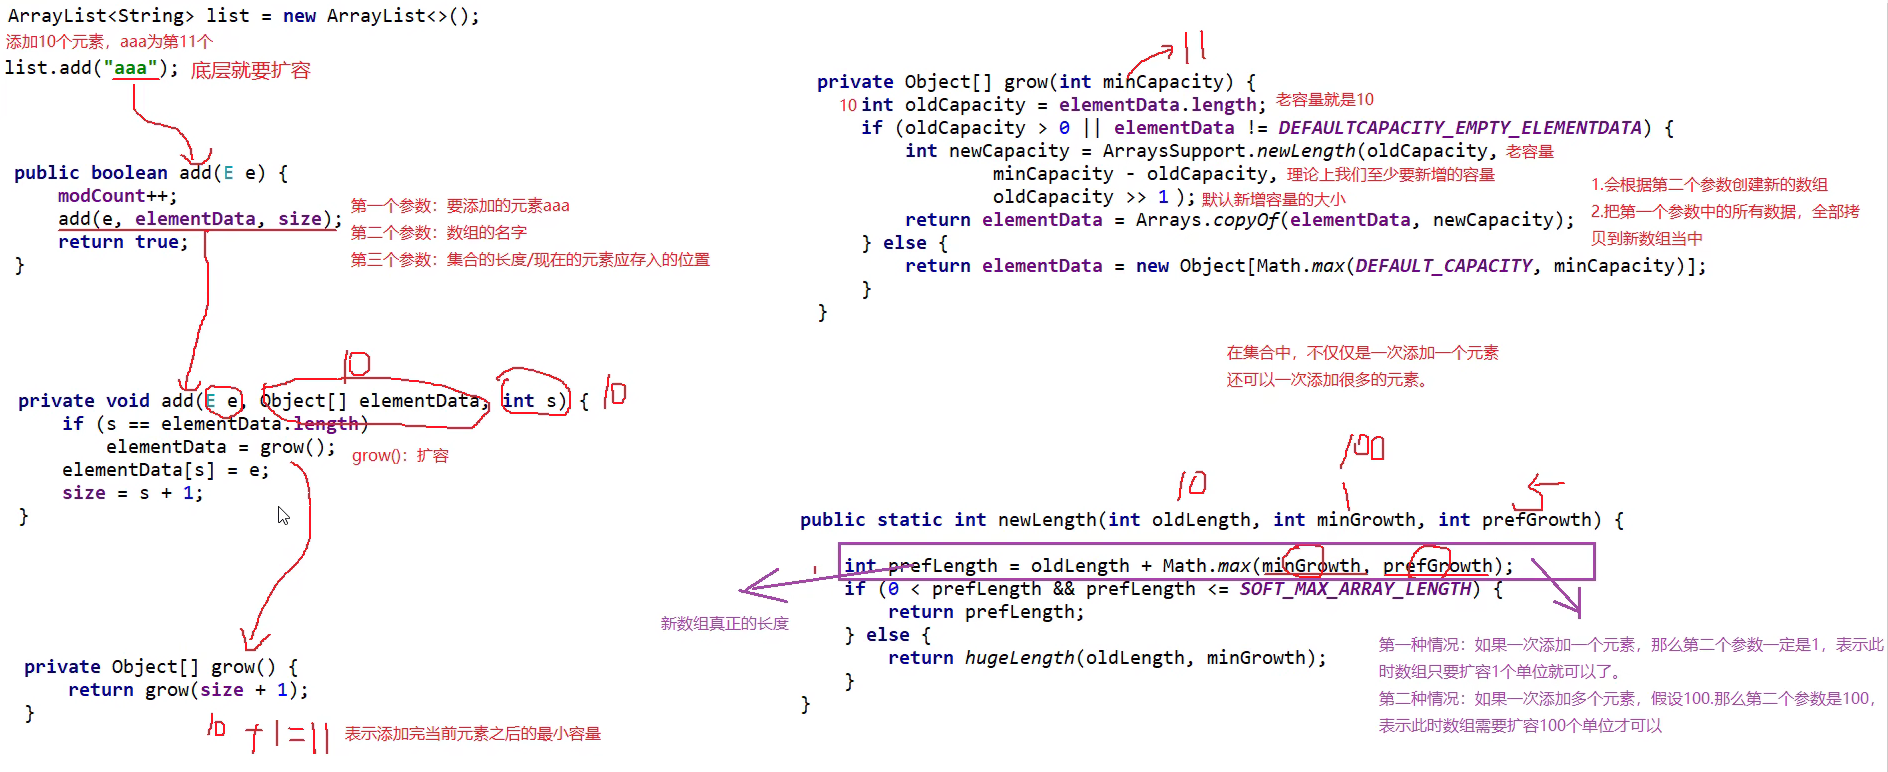 ArrayList<String> list = new ArrayList<>();
添加10个元素，aaa为第11个
list.add("aaa"); 底层就要扩容
public boolean add(E e) {
modCount++;
add(e, elementData, size);
return true;
}
第一个参数：要添加的元素aaa
第二个参数：数组的名字
第三个参数：集合的长度/现在的元素应存入的位置
10
private void add(E e, Object[] elementData, int s) { 10
if (s == elementData.length)
elementData = grow();
grow()：扩容
elementData[s] = e;
size = s + 1;
}
private Object[] grow() {
return grow(size + 1);
}
10 +1=11 表示添加完当前元素之后的最小容量
11
private Object[] grow(int minCapacity) {
10 int oldCapacity = elementData.length; 老容量就是10
if (oldCapacity > 0 || elementData != DEFAULTCAPACITY_EMPTY_ELEMENTDATA) {
int newCapacity = ArraysSupport.newLength(oldCapacity, 老容量
minCapacity - oldCapacity, 理论上我们至少要新增的容量
oldCapacity >> 1 ); 默认新增容量的大小
return elementData = Arrays.copyOf(elementData, newCapacity);
} else {
return elementData = new Object[Math.max(DEFAULT_CAPACITY, minCapacity)];
}
}
1.会根据第二个参数创建新的数组
2.把第一个参数中的所有数据，全部拷
贝到新数组当中
在集合中，不仅仅是一次添加一个元素
还可以一次添加很多的元素。
100
10
5
public static int newLength(int oldLength, int minGrowth, int prefGrowth) {
int prefLength = oldLength + Math.max(minGrowth, prefGrowth);
if (0 < prefLength && prefLength <= SOFT_MAX_ARRAY_LENGTH) {
return prefLength;
} else {
return hugeLength(oldLength, minGrowth);
}
}
新数组真正的长度
第一种情况：如果一次添加一个元素，那么第二个参数一定是1，表示此
时数组只要扩容1个单位就可以了。
第二种情况：如果一次添加多个元素，假设100.那么第二个参数是100，
表示此时数组需要扩容100个单位才可以